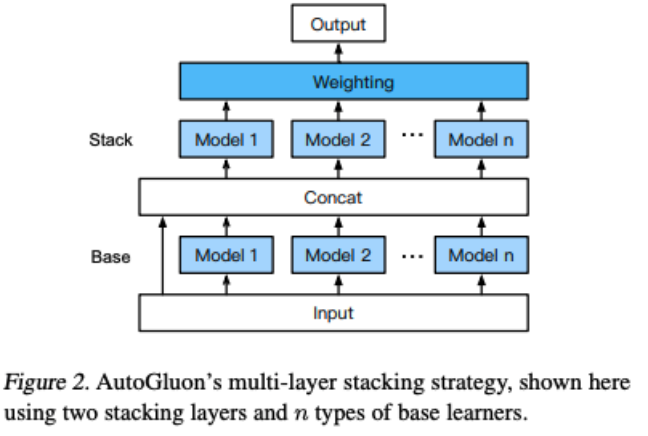 Output
Weighting
Stack Model 1 Model 2 ... Model n
Concat
Base Model 1 Model 2 ... Model n
Input
Figure 2. AutoGluon's multi-layer stacking strategy, shown here
using two stacking layers and n types of base learners.